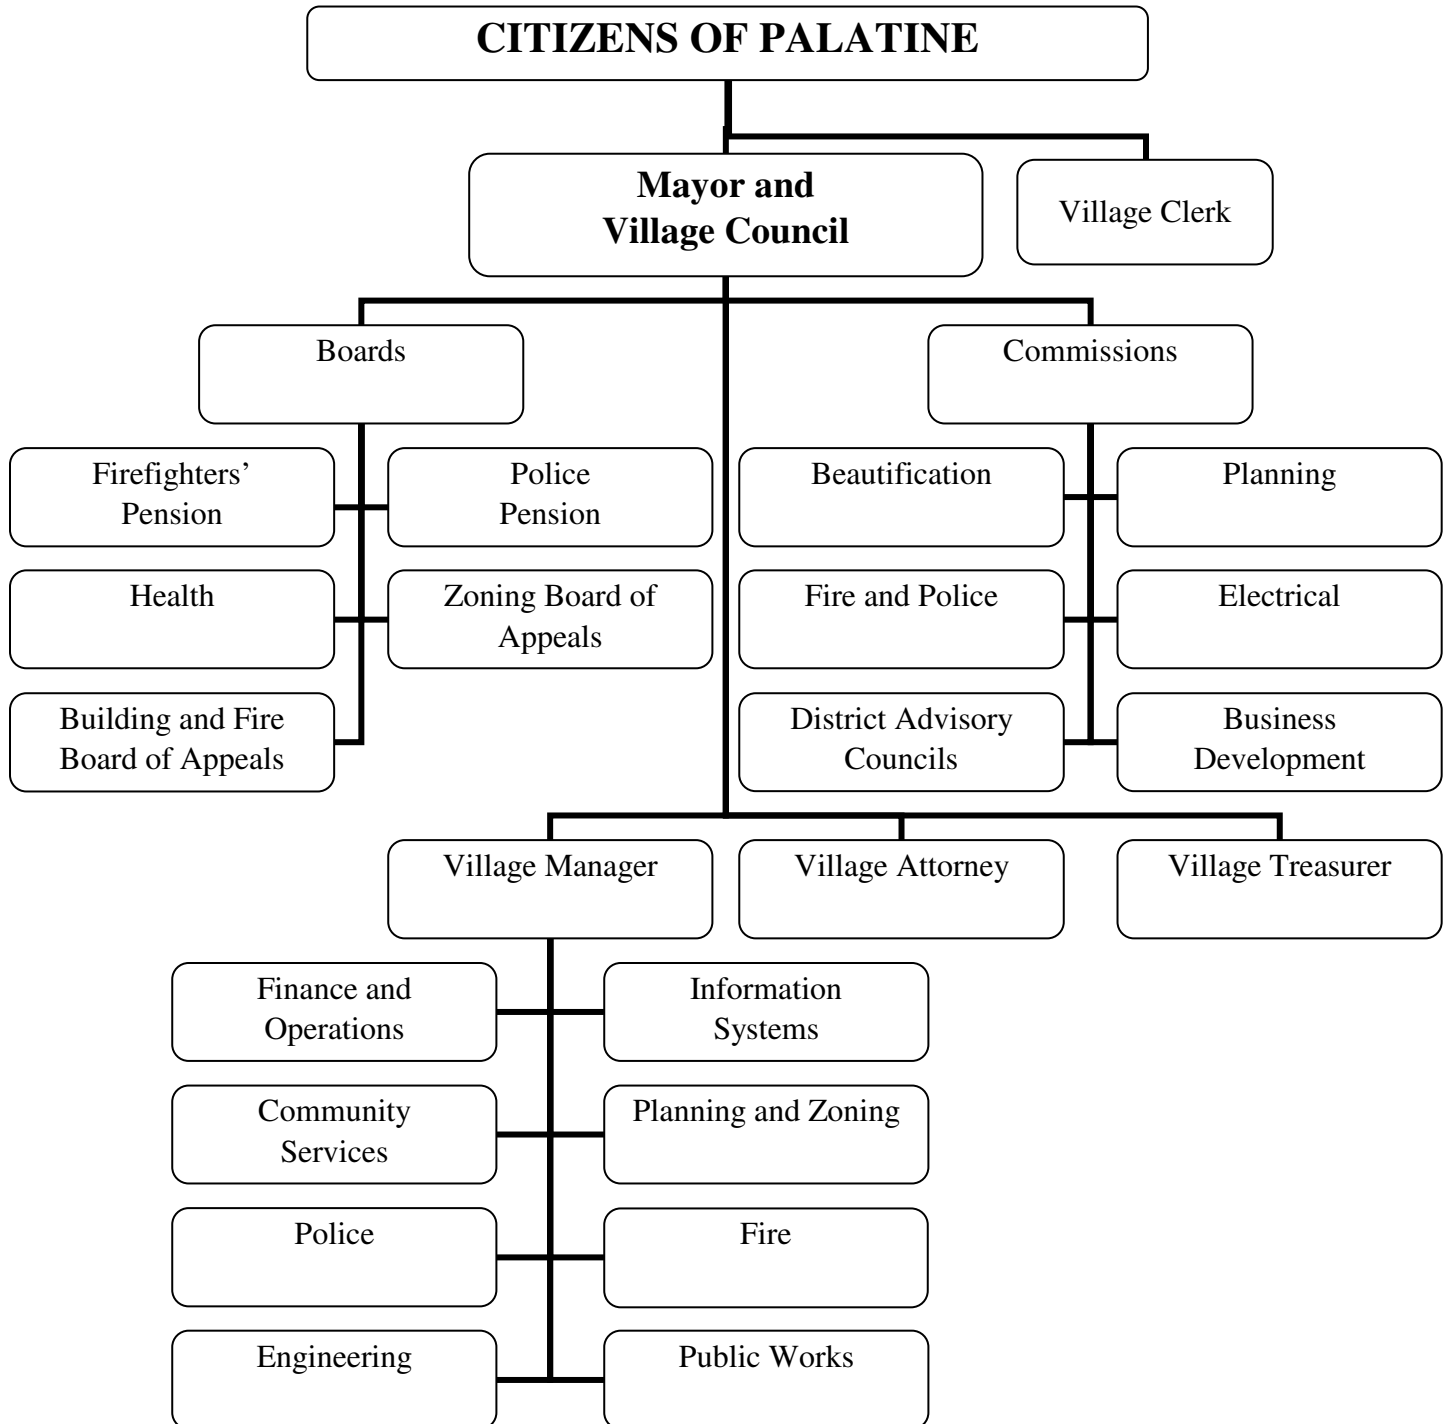 CITIZENS OF PALATINE
Mayor and
Village Council
Village Clerk
Boards
Commissions
Firefighters’
Pension
Police
Pension
Beautification
Planning
Health
Zoning Board of
Appeals
Fire and Police
Electrical
Building and Fire
Board of Appeals
District Advisory
Councils
Business
Development
Village Manager
Village Attorney
Village Treasurer
Finance and
Operations
Information
Systems
Community
Services
Planning and Zoning
Police
Fire
Engineering
Public Works